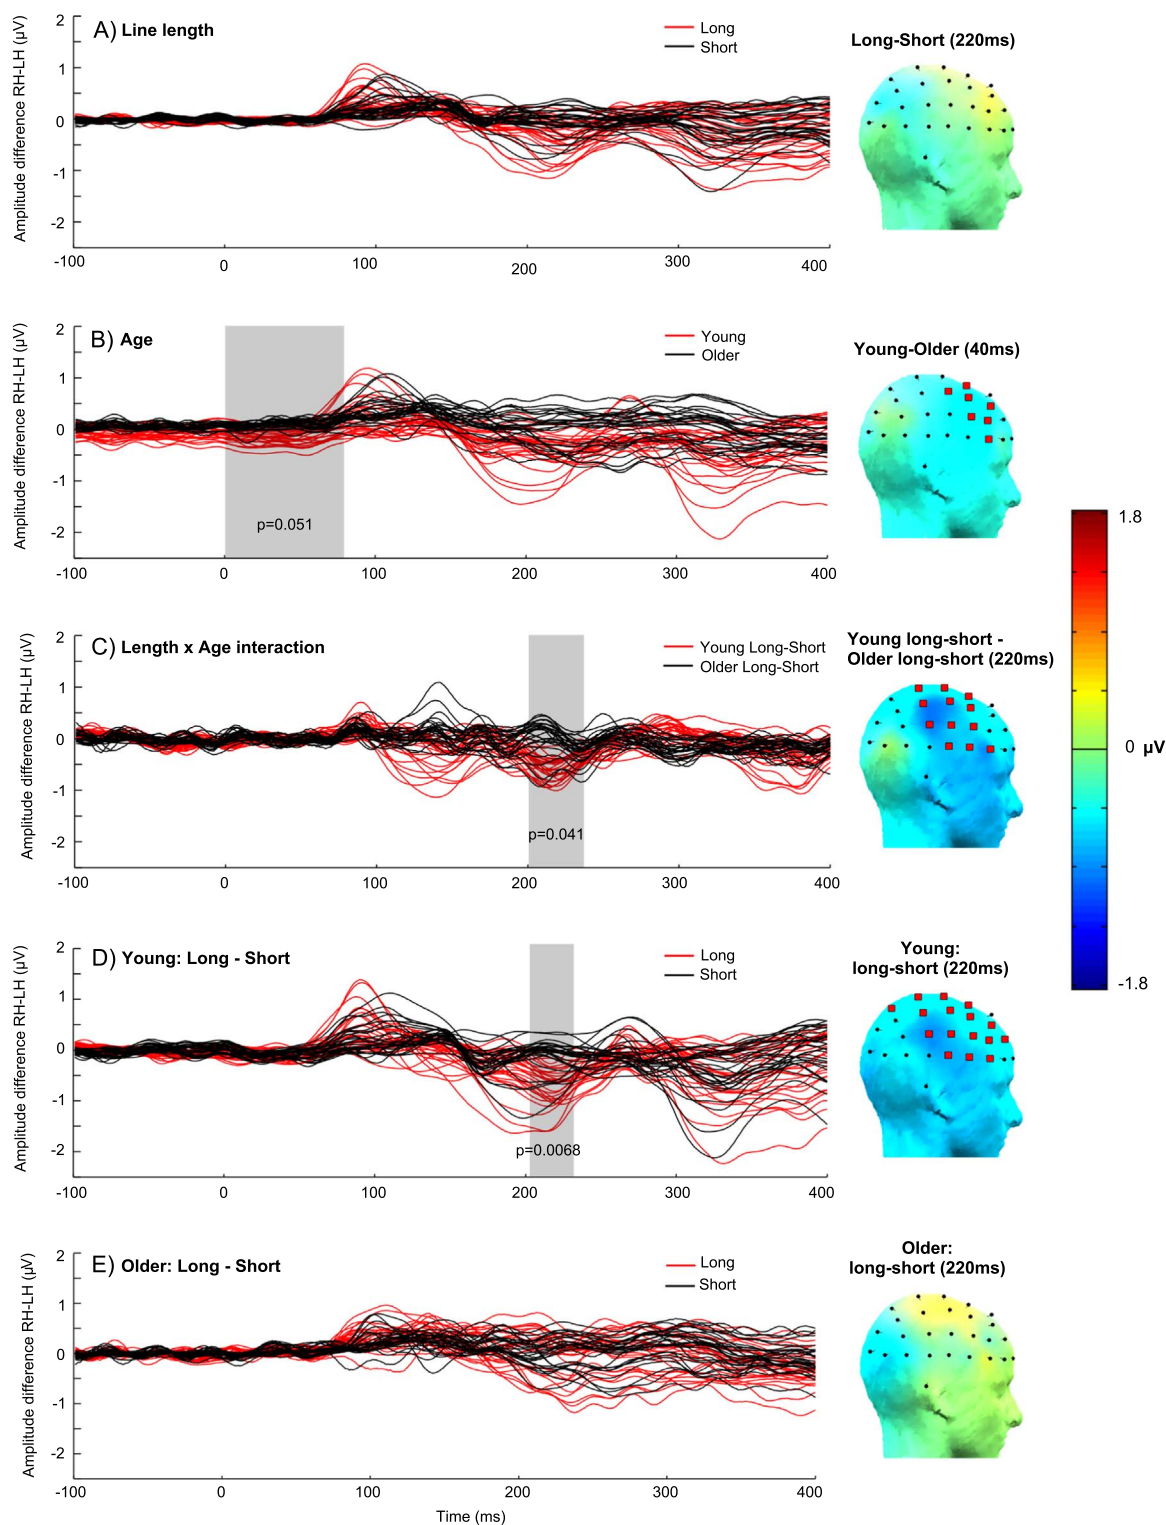 A) Line length
Long
Short
Long-Short (220ms)
Amplitude difference RH-LH (µV)
2
1
0
-1
-2
-100
0
100
200
300
400
B) Age
Young
Older
Young-Older (40ms)
Amplitude difference RH-LH (µV)
2
1
0
-1
-2
p=0.051
-100
0
100
200
300
400
1.8
0 µV
-1.8
C) Length x Age interaction
Young Long-Short
Older Long-Short
Young long-short -
Older long-short (220ms)
Amplitude difference RH-LH (µV)
2
1
0
-1
-2
p=0.041
-100
0
100
200
300
400
D) Young: Long - Short
Long
Short
Young:
long-short (220ms)
Amplitude difference RH-LH (µV)
2
1
0
-1
-2
p=0.0068
-100
0
100
200
300
400
E) Older: Long - Short
Long
Short
Older:
long-short (220ms)
Amplitude difference RH-LH (µV)
2
1
0
-1
-2
-100
0
100
200
300
400
Time (ms)